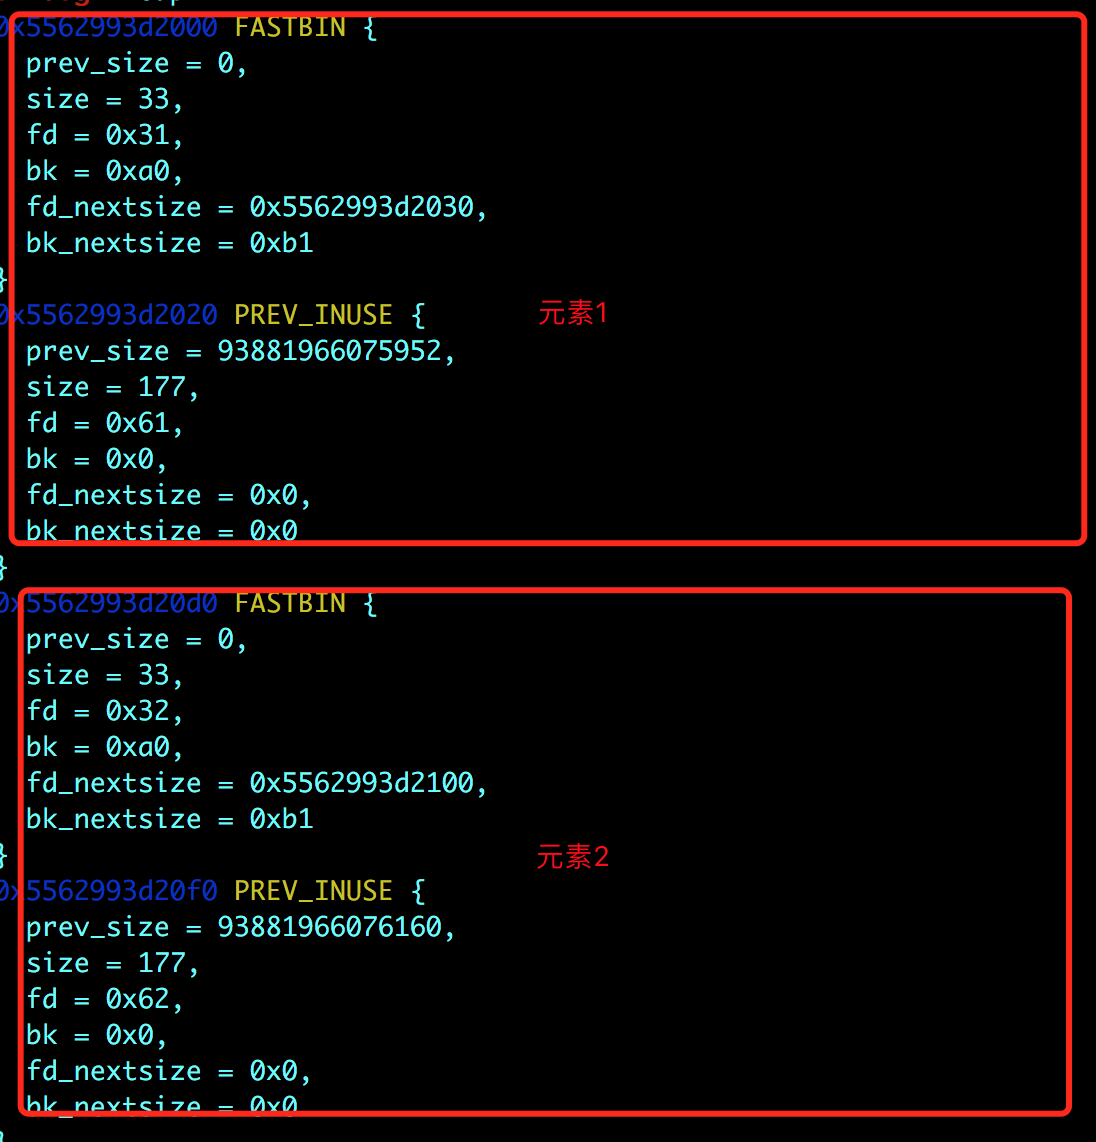 0x5562993d2000 FASTBIN {
prev_size = 0,
size = 33,
fd = 0x31,
bk = 0xa0,
fd_nextsize = 0x5562993d2030,
bk_nextsize = 0xb1
}
0x5562993d2020 PREV_INUSE { 元素1
prev_size = 93881966075952,
size = 177,
fd = 0x61,
bk = 0x0,
fd_nextsize = 0x0,
bk_nextsize = 0x0
}
0x5562993d20d0 FASTBIN {
prev_size = 0,
size = 33,
fd = 0x32,
bk = 0xa0,
fd_nextsize = 0x5562993d2100,
bk_nextsize = 0xb1
} 元素2
0x5562993d20f0 PREV_INUSE {
prev_size = 93881966076160,
size = 177,
fd = 0x62,
bk = 0x0,
fd_nextsize = 0x0,
bk_nextsize = 0x0